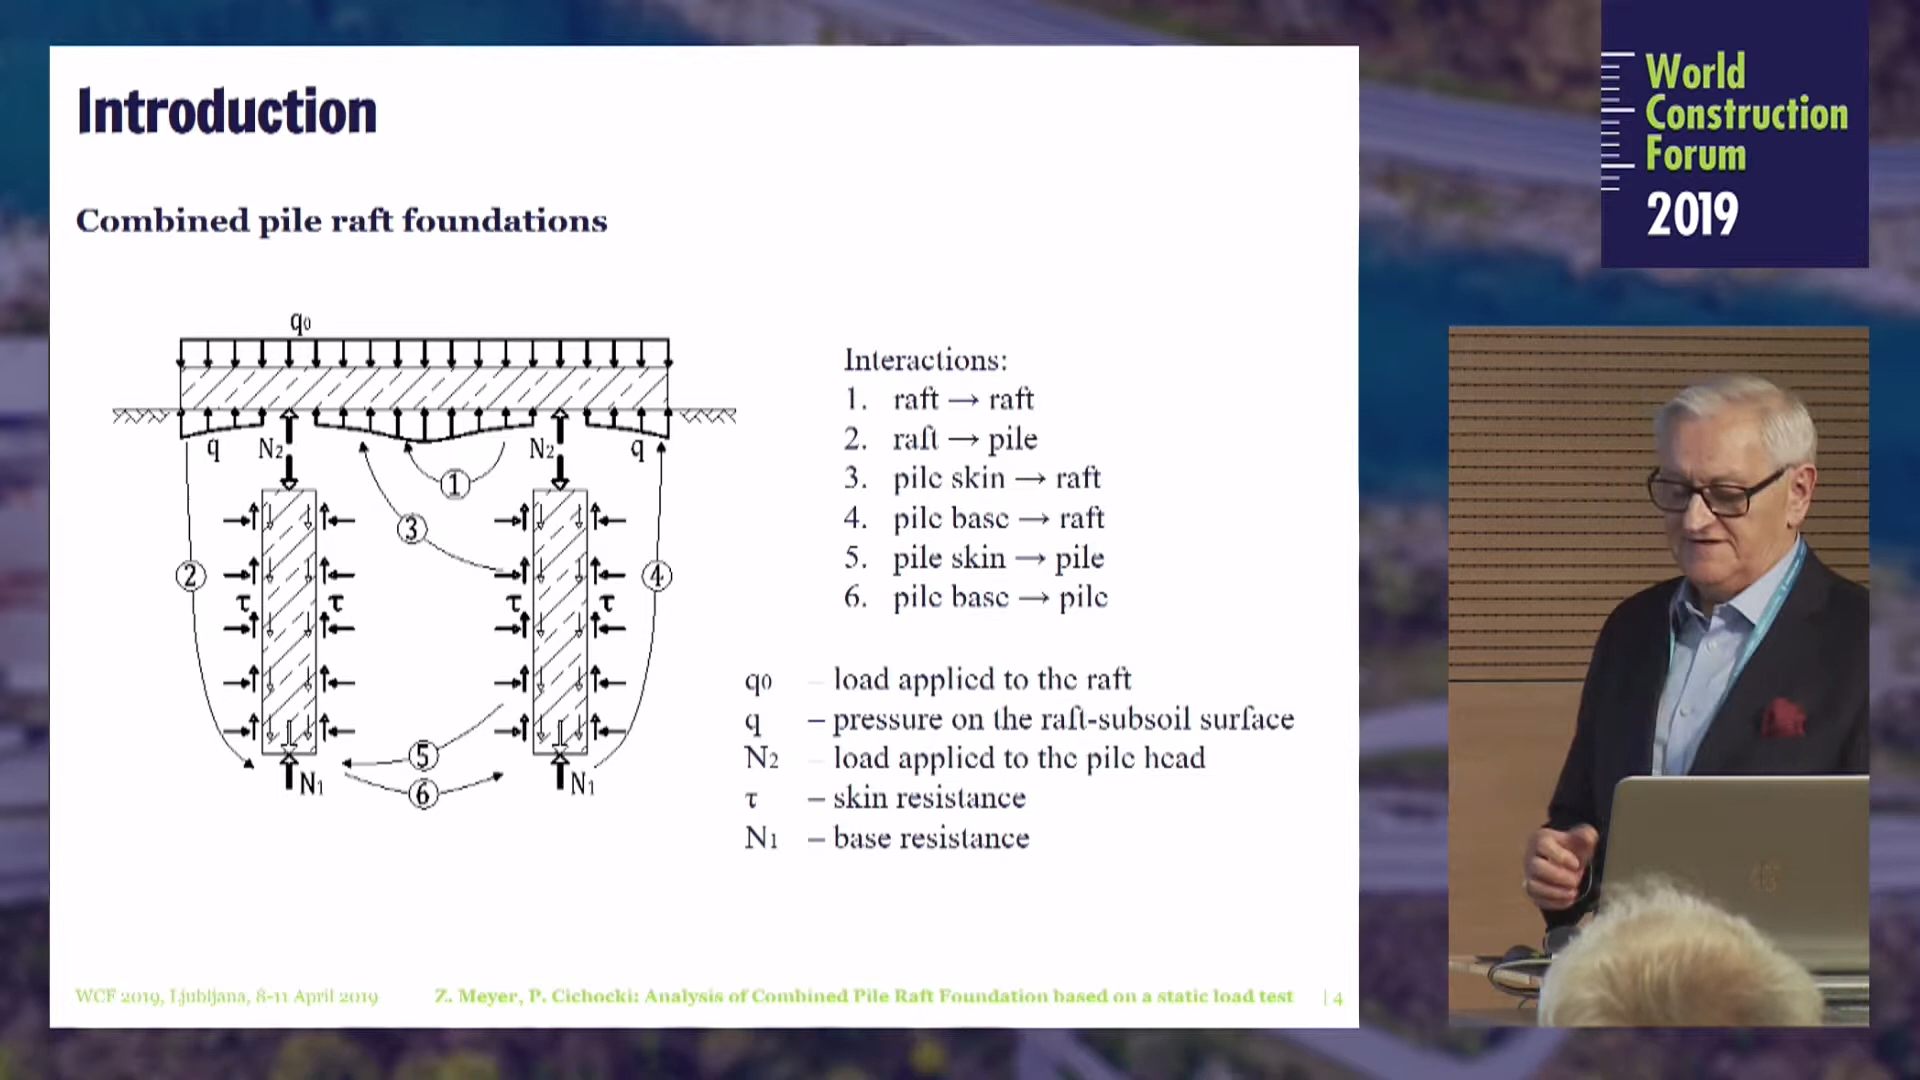 Introduction
Combined pile raft foundations
q0
q
N2
N2
q
1
3
2
4
τ
τ
τ
τ
5
6
N1
N1
Interactions:
1. raft → raft
2. raft → pile
3. pile skin → raft
4. pile base → raft
5. pile skin → pile
6. pile base → pile
q0 – load applied to the raft
q – pressure on the raft-subsoil surface
N2 – load applied to the pile head
τ – skin resistance
N1 – base resistance
WCF 2019, Ljubljana, 8-11 April 2019
Z. Meyer, P. Cichocki: Analysis of Combined Pile Raft Foundation based on a static load test
| 4
World
Construction
Forum
2019